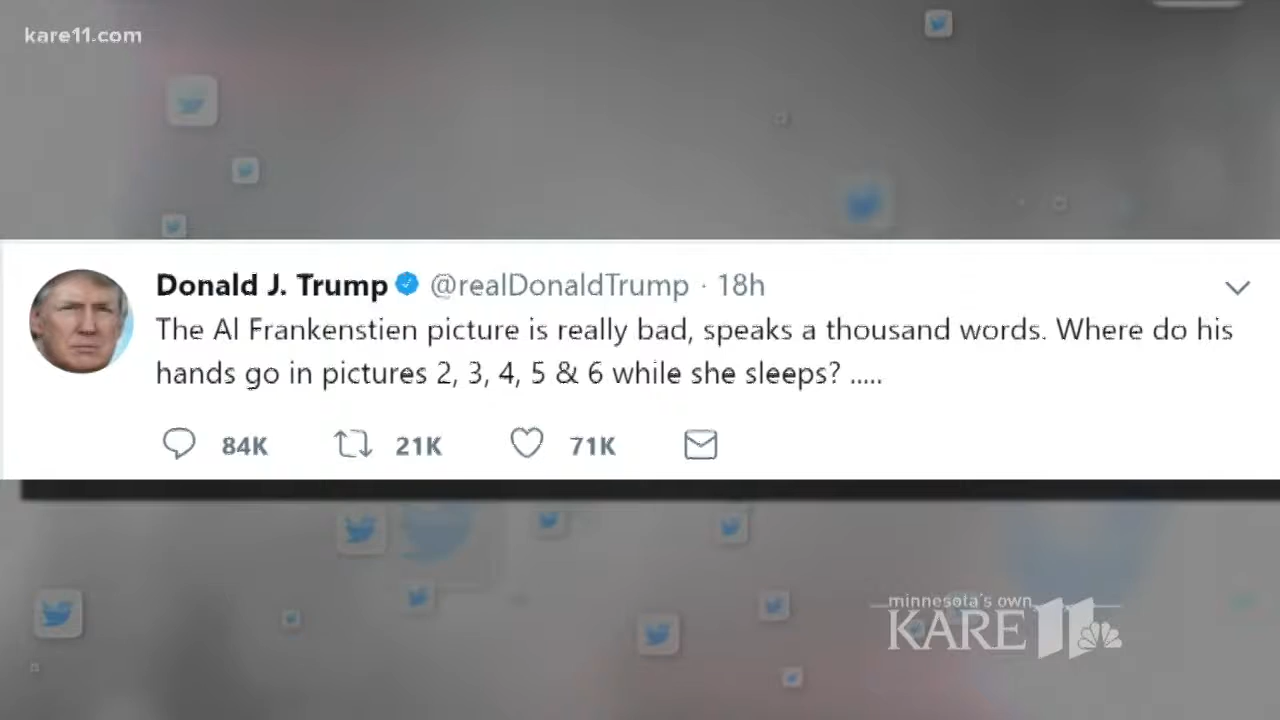 kare11.com
Donald J. Trump @realDonaldTrump · 18h
The Al Frankenstien picture is really bad, speaks a thousand words. Where do his
hands go in pictures 2, 3, 4, 5 & 6 while she sleeps? .....
84K 21K 71K
minnesota's own
KARE 11